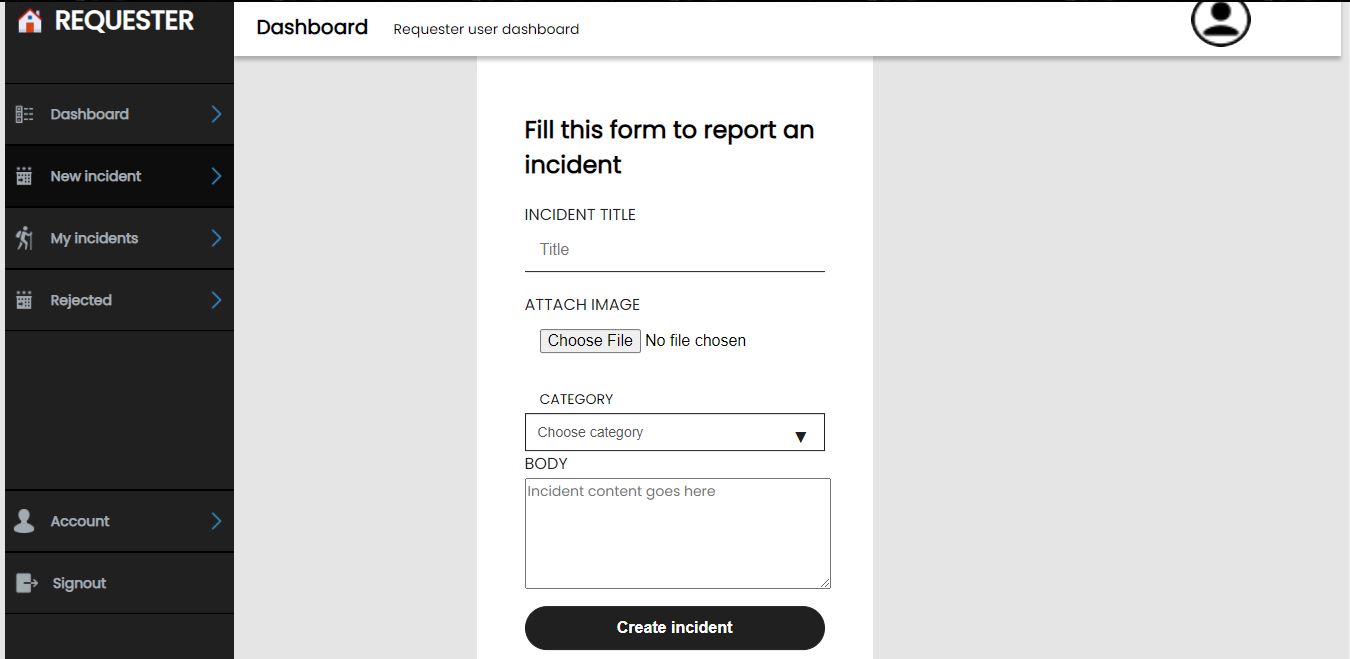 REQUESTER
Dashboard
New incident
My incidents
Rejected
Account
Signout
Dashboard Requester user dashboard
Fill this form to report an
incident
INCIDENT TITLE
Title
ATTACH IMAGE
Choose File No file chosen
CATEGORY
Choose category
BODY
Incident content goes here
Create incident